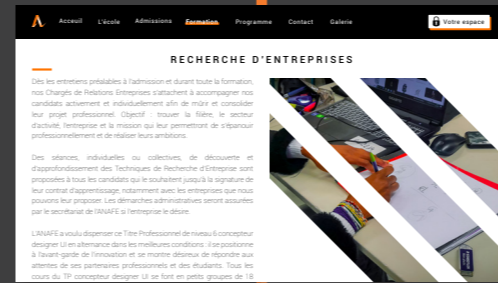 Acceuil L'école Admissions Formation Programme Contact Galerie Votre espace
RECHERCHE D'ENTREPRISES
Dès les entretiens préalables à l'admission et durant toute la formation,
nos Chargés de Relations Entreprises s'attachent à accompagner nos
candidats activement et individuellement afin de mûrir et consolider
leur projet professionnel. Objectif : trouver la filière, le secteur
d'activité, l'entreprise et la mission qui leur permettront de s'épanouir
professionnellement et de réaliser leurs ambitions.
Des séances, individuelles ou collectives, de découverte et
d'approfondissement des Techniques de Recherche d'Entreprise sont
proposées à tous les candidats qui le souhaitent jusqu'à la signature de
leur contrat d'apprentissage, notamment avec les entreprises que nous
pouvons leur proposer. Les démarches administratives seront assurées
par le secrétariat de l'ANAFE si l'entreprise le désire.
L'ANAFE a voulu dispenser ce Titre Professionnel de niveau 6 concepteur
designer UI en alternance dans les meilleures conditions : il se positionne
à l'avant-garde de l'innovation et se montre désireux de répondre aux
attentes de ses partenaires professionnels et des étudiants. Tous les
cours du TP concepteur designer UI se font en petits groupes de 18